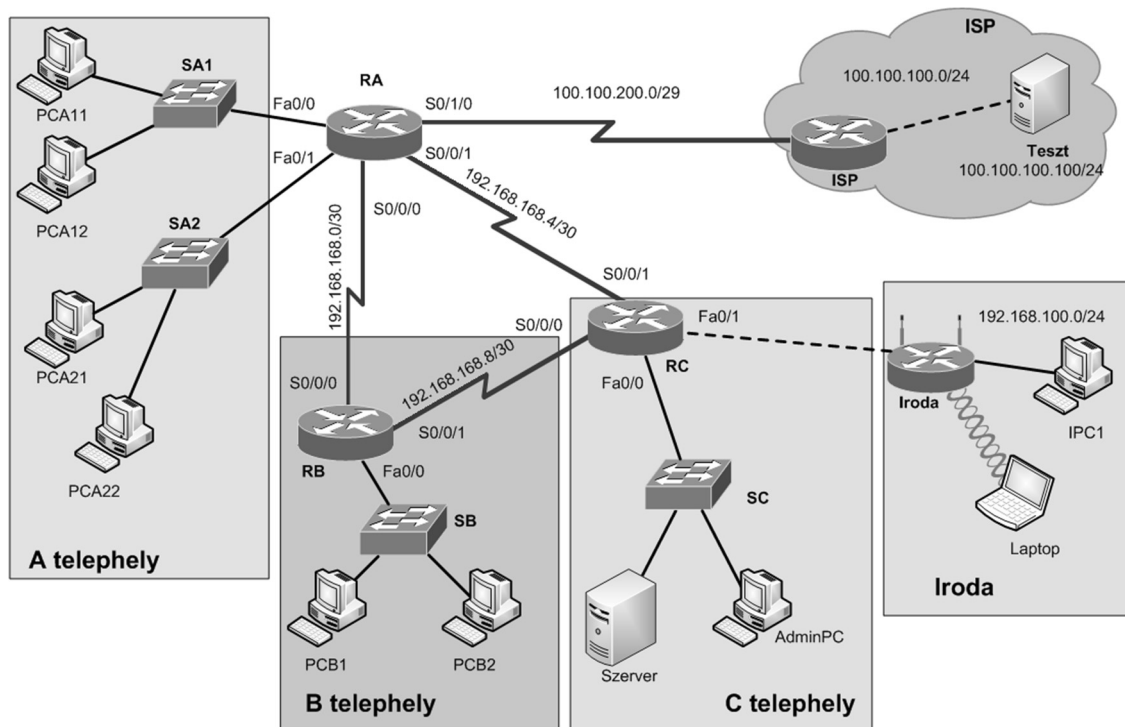 ISP
SA1
RA
100.100.100.0/24
Fa0/0
S0/1/0
100.100.200.0/29
PCA11
Fa0/1
S0/0/1
ISP
Teszt
100.100.100.100/24
192.168.168.4/30
S0/0/0
PCA12
SA2
192.168.168.0/30
S0/0/1
S0/0/0
Fa0/1
192.168.100.0/24
PCA21
RC
Fa0/0
192.168.168.8/30
S0/0/0
Iroda
IPC1
S0/0/1
RB
Fa0/0
PCA22
SB
SC
Laptop
A telephely
Iroda
AdminPC
PCB1
PCB2
Szerver
B telephely
C telephely